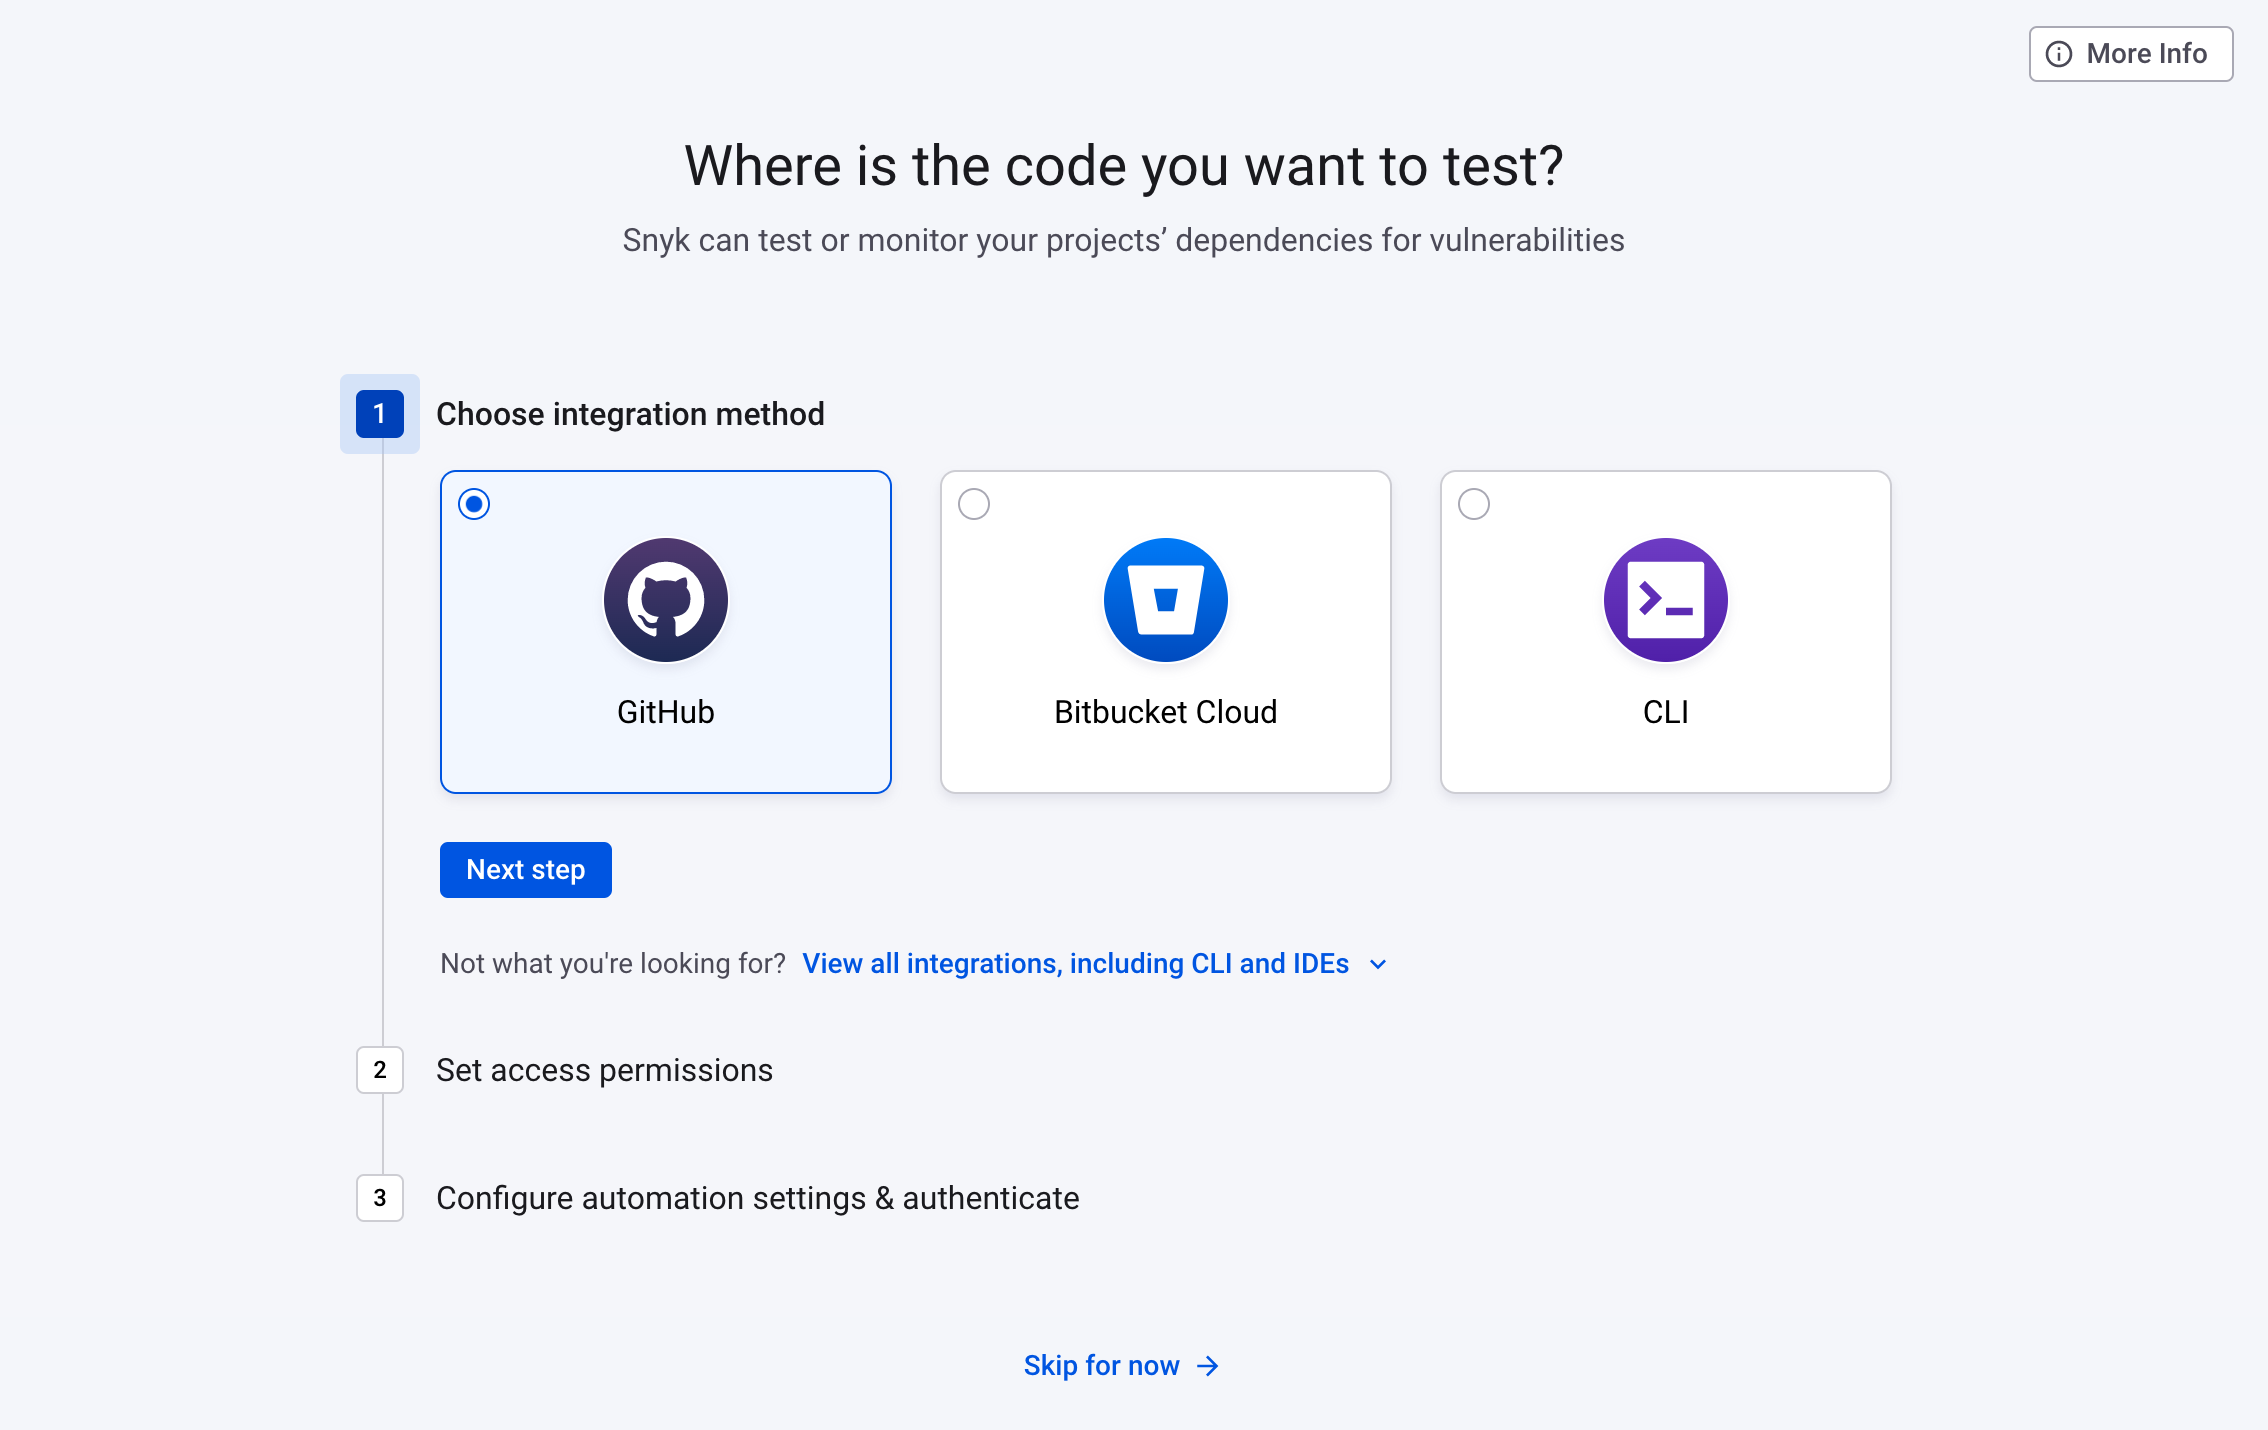 More Info
Where is the code you want to test?
Snyk can test or monitor your projects’ dependencies for vulnerabilities
1 Choose integration method
GitHub
Bitbucket Cloud
CLI
Next step
Not what you're looking for? View all integrations, including CLI and IDEs
2 Set access permissions
3 Configure automation settings & authenticate
Skip for now